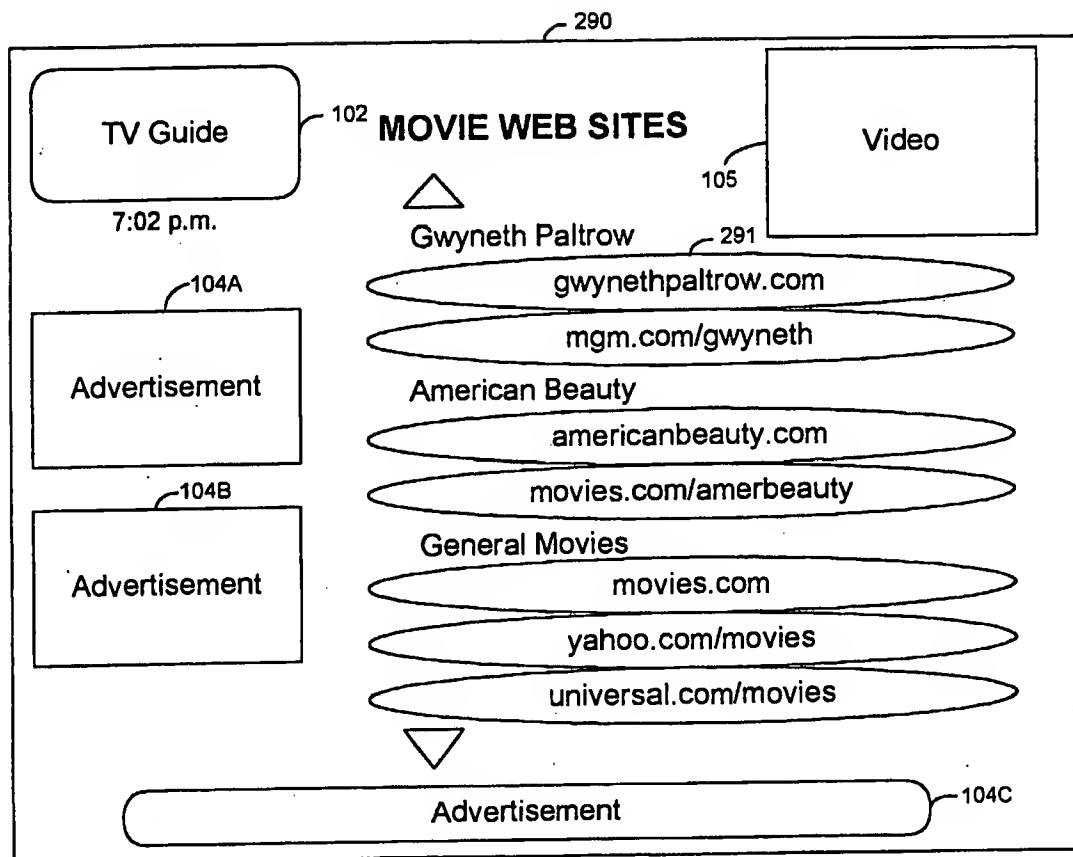 290
TV Guide
102
MOVIE WEB SITES
Video
105
7:02 p.m.
Gwyneth Paltrow
291
gwynethpaltrow.com
mgm.com/gwyneth
104A
Advertisement
American Beauty
americanbeauty.com
movies.com/amerbeauty
104B
Advertisement
General Movies
movies.com
yahoo.com/movies
universal.com/movies
Advertisement
104C